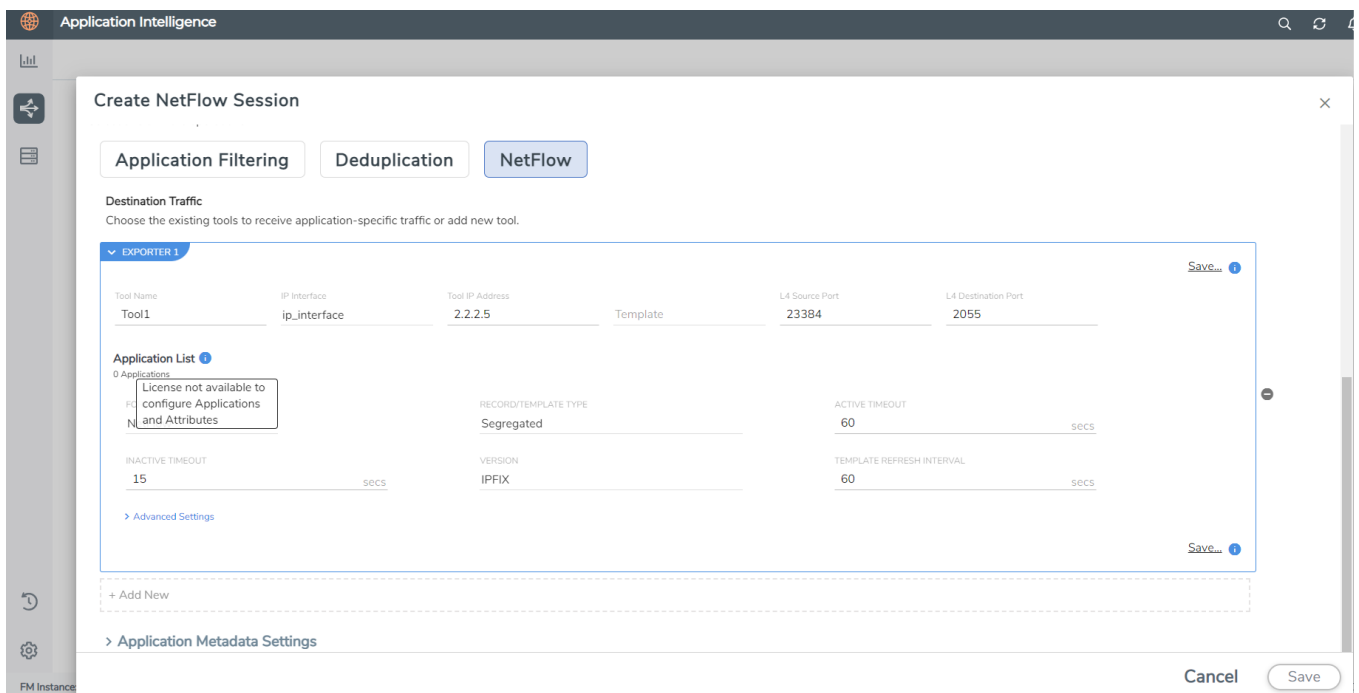 Application Intelligence
Create NetFlow Session
Application Filtering
Deduplication
NetFlow
Destination Traffic
Choose the existing tools to receive application-specific traffic or add new tool.
EXPORTER 1
Save...
Tool Name
IP Interface
Tool IP Address
L4 Source Port
L4 Destination Port
Tool1
ip_interface
2.2.2.5
Template
23384
2055
Application List
0 Applications
License not available to
configure Applications
and Attributes
FO
RECORD/TEMPLATE TYPE
ACTIVE TIMEOUT
N
Segregated
60
secs
INACTIVE TIMEOUT
VERSION
TEMPLATE REFRESH INTERVAL
15
secs
IPFIX
60
secs
Advanced Settings
Save...
+ Add New
Application Metadata Settings
Cancel
Save
FM Instance